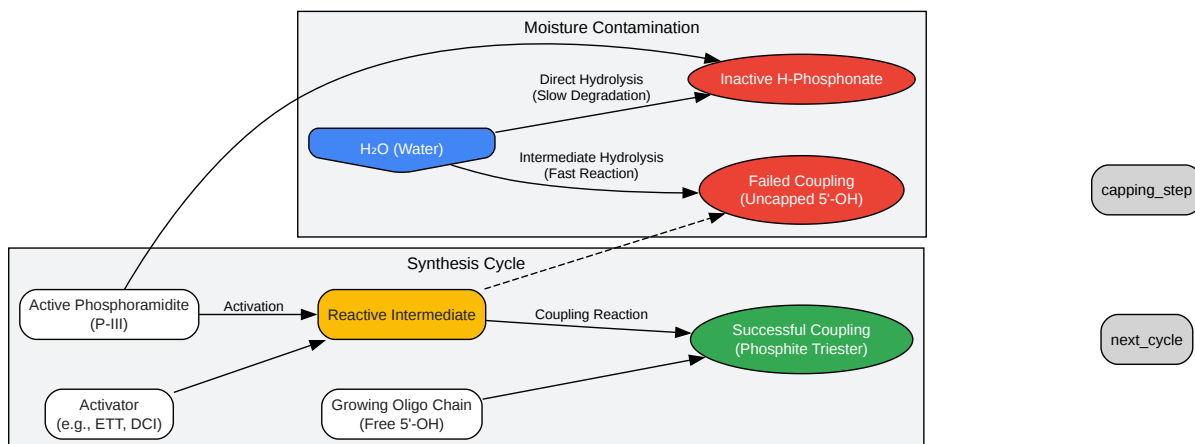 Moisture Contamination
Inactive H-Phosphonate
Direct Hydrolysis
(Slow Degradation)
H₂O (Water)
Intermediate Hydrolysis
(Fast Reaction)
Failed Coupling
(Uncapped 5'-OH)
capping_step
Synthesis Cycle
Active Phosphoramidite
(P-III)
Activation
Reactive Intermediate
Coupling Reaction
Successful Coupling
(Phosphite Triester)
next_cycle
Activator
(e.g., ETT, DCI)
Growing Oligo Chain
(Free 5'-OH)